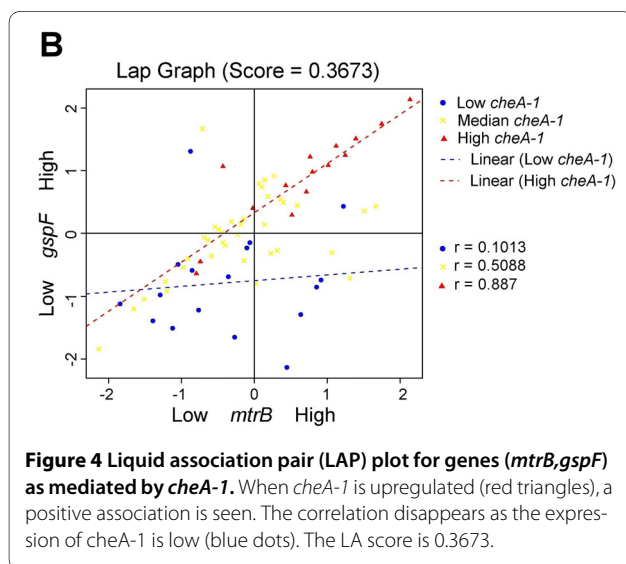 B
Lap Graph (Score = 0.3673)
Low cheA-1
Median cheA-1
High cheA-1
Linear (Low cheA-1)
Linear (High cheA-1)
r = 0.1013
r = 0.5088
r = 0.887
2
1
0
-1
-2
High
gspF
Low
-2 -1 0 1 2
Low mtrB High
Figure 4 Liquid association pair (LAP) plot for genes (mtrB,gspF)
as mediated by cheA-1. When cheA-1 is upregulated (red triangles), a
positive association is seen. The correlation disappears as the expres-
sion of cheA-1 is low (blue dots). The LA score is 0.3673.